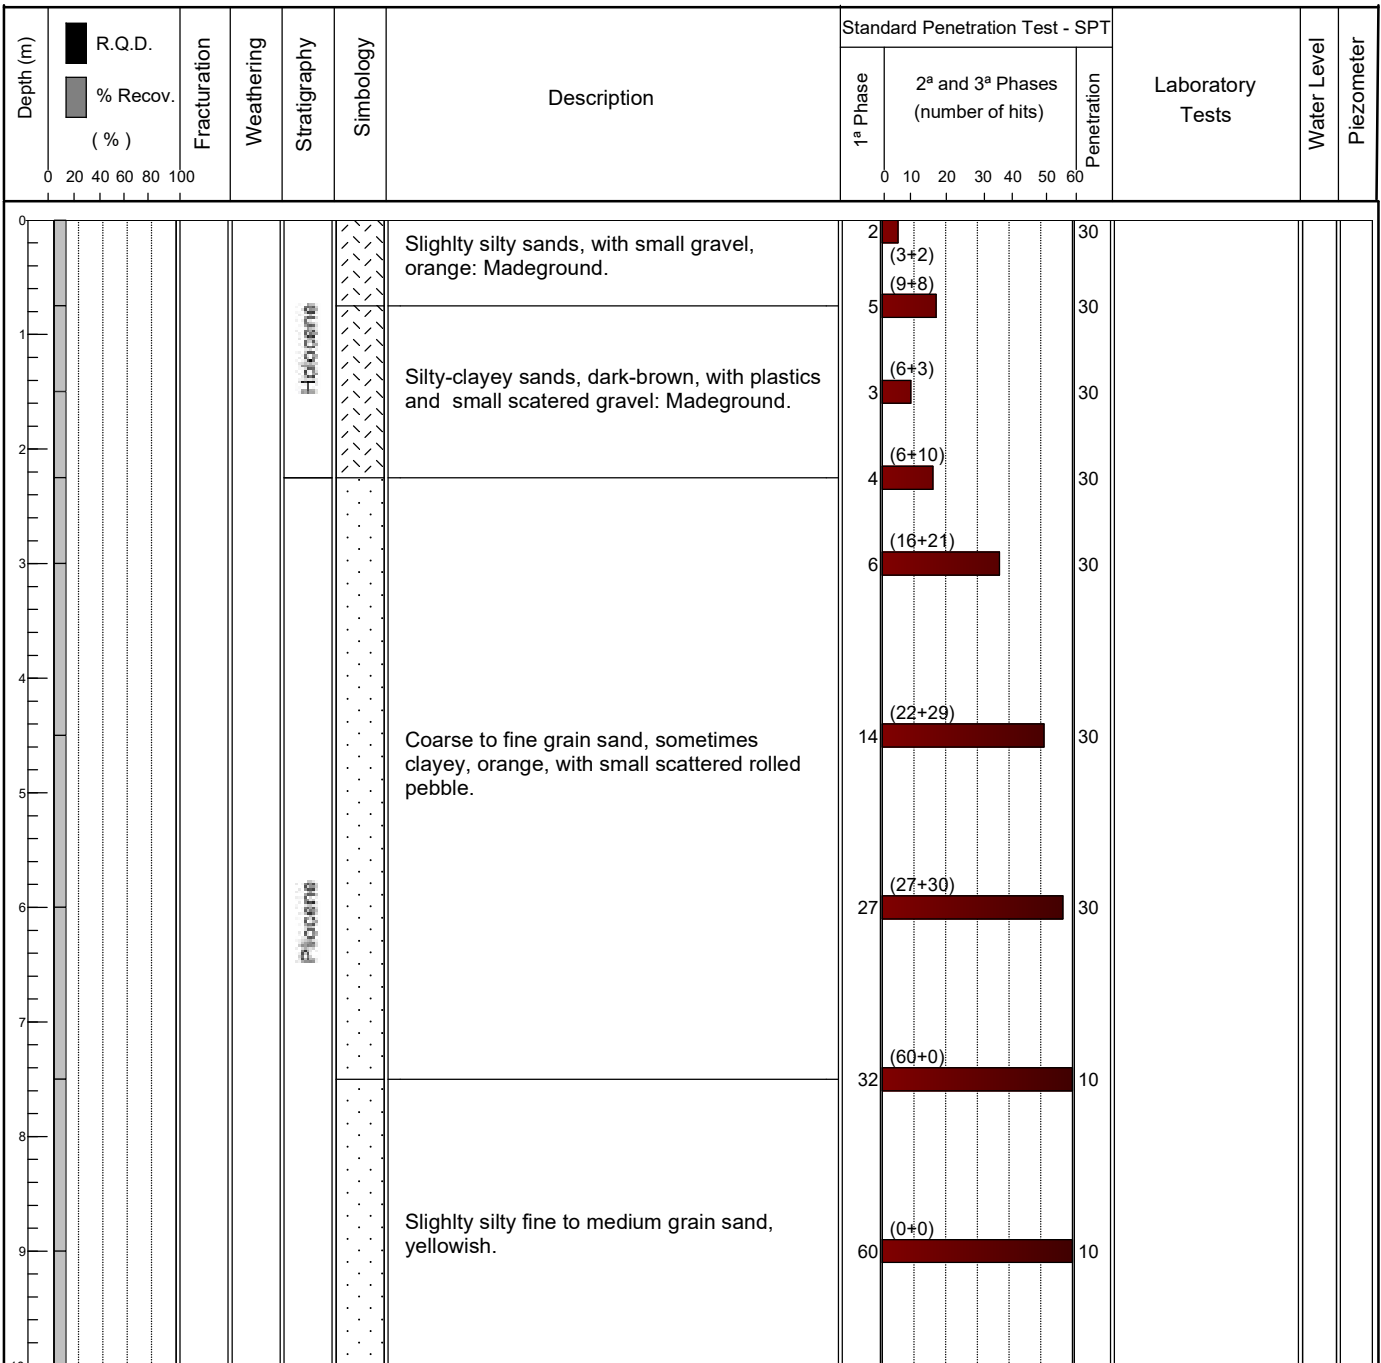 Depth (m)
R.Q.D.
% Recov.
( % )
0 20 40 60 80 100
Fracturation
Weathering
Stratigraphy
Simbology
Description
Standard Penetration Test - SPT
1ª Phase
2ª and 3ª Phases
(number of hits)
0 10 20 30 40 50 60
Penetration
Laboratory
Tests
Water Level
Piezometer
0
Slighlty silty sands, with small gravel,
orange: Madeground.
2
(3+2)
30
(9+8)
5
30
1
Holocene
Silty-clayey sands, dark-brown, with plastics
and small scatered gravel: Madeground.
(6+3)
3
30
2
(6+10)
4
30
(16+21)
3
6
30
4
(22+29)
14
30
Coarse to fine grain sand, sometimes
clayey, orange, with small scattered rolled
pebble.
5
(27+30)
6
27
30
Pliocene
7
(60+0)
32
10
8
Slighlty silty fine to medium grain sand,
yellowish.
(0+0)
9
60
10